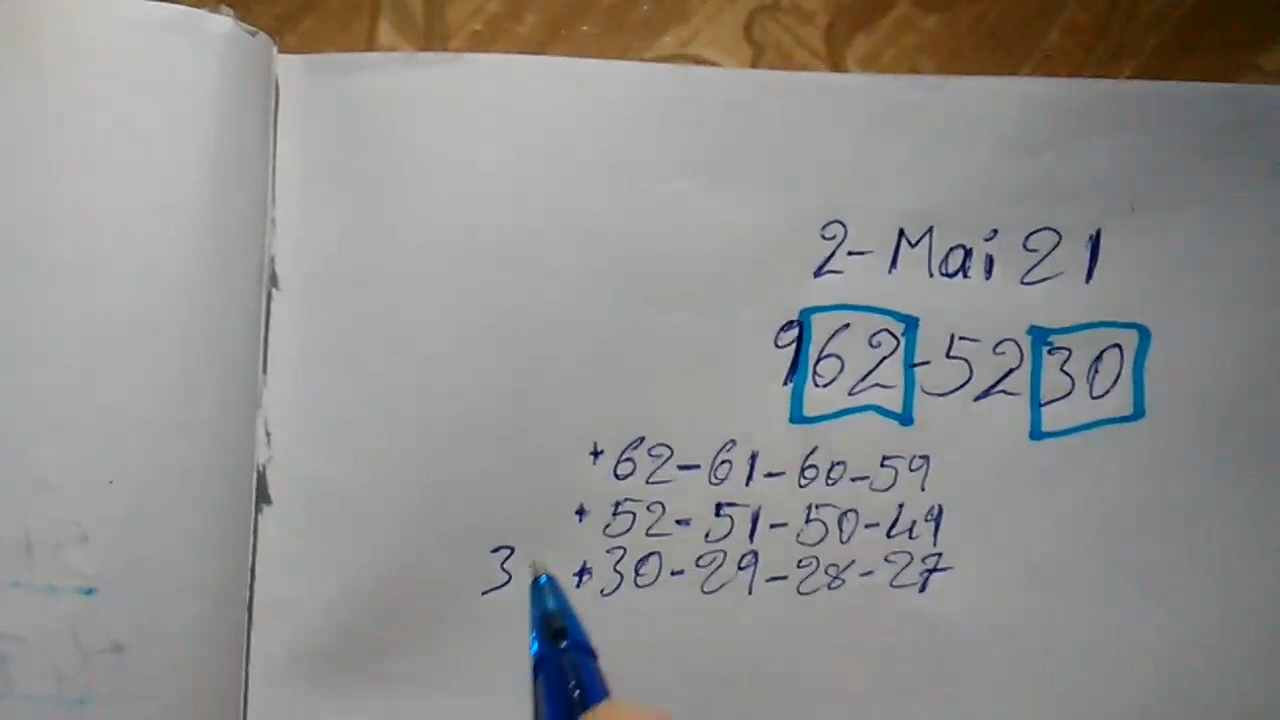 2-Mai 21
962-5230
+62-61-60-59
+52-51-50-49
3 +30-29-28-27